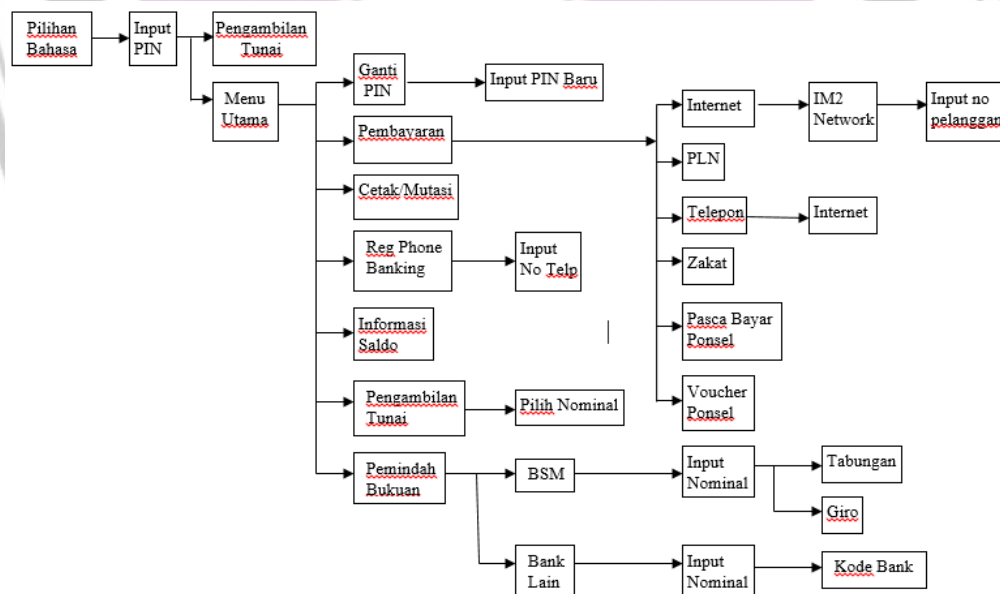 Pilihan
Bahasa
Input
PIN
Pengambilan
Tunai
Menu
Utama
Ganti
PIN
Input PIN Baru
Pembayaran
Cetak/Mutasi
Reg Phone
Banking
Input
No Telp
Informasi
Saldo
Pengambilan
Tunai
Pilih Nominal
Pemindah
Bukuan
Internet
IM2
Network
Input no
pelanggan
PLN
Telepon
Internet
Zakat
Pasca Bayar
Ponsel
Voucher
Ponsel
BSM
Input
Nominal
Tabungan
Giro
Bank
Lain
Input
Nominal
Kode Bank